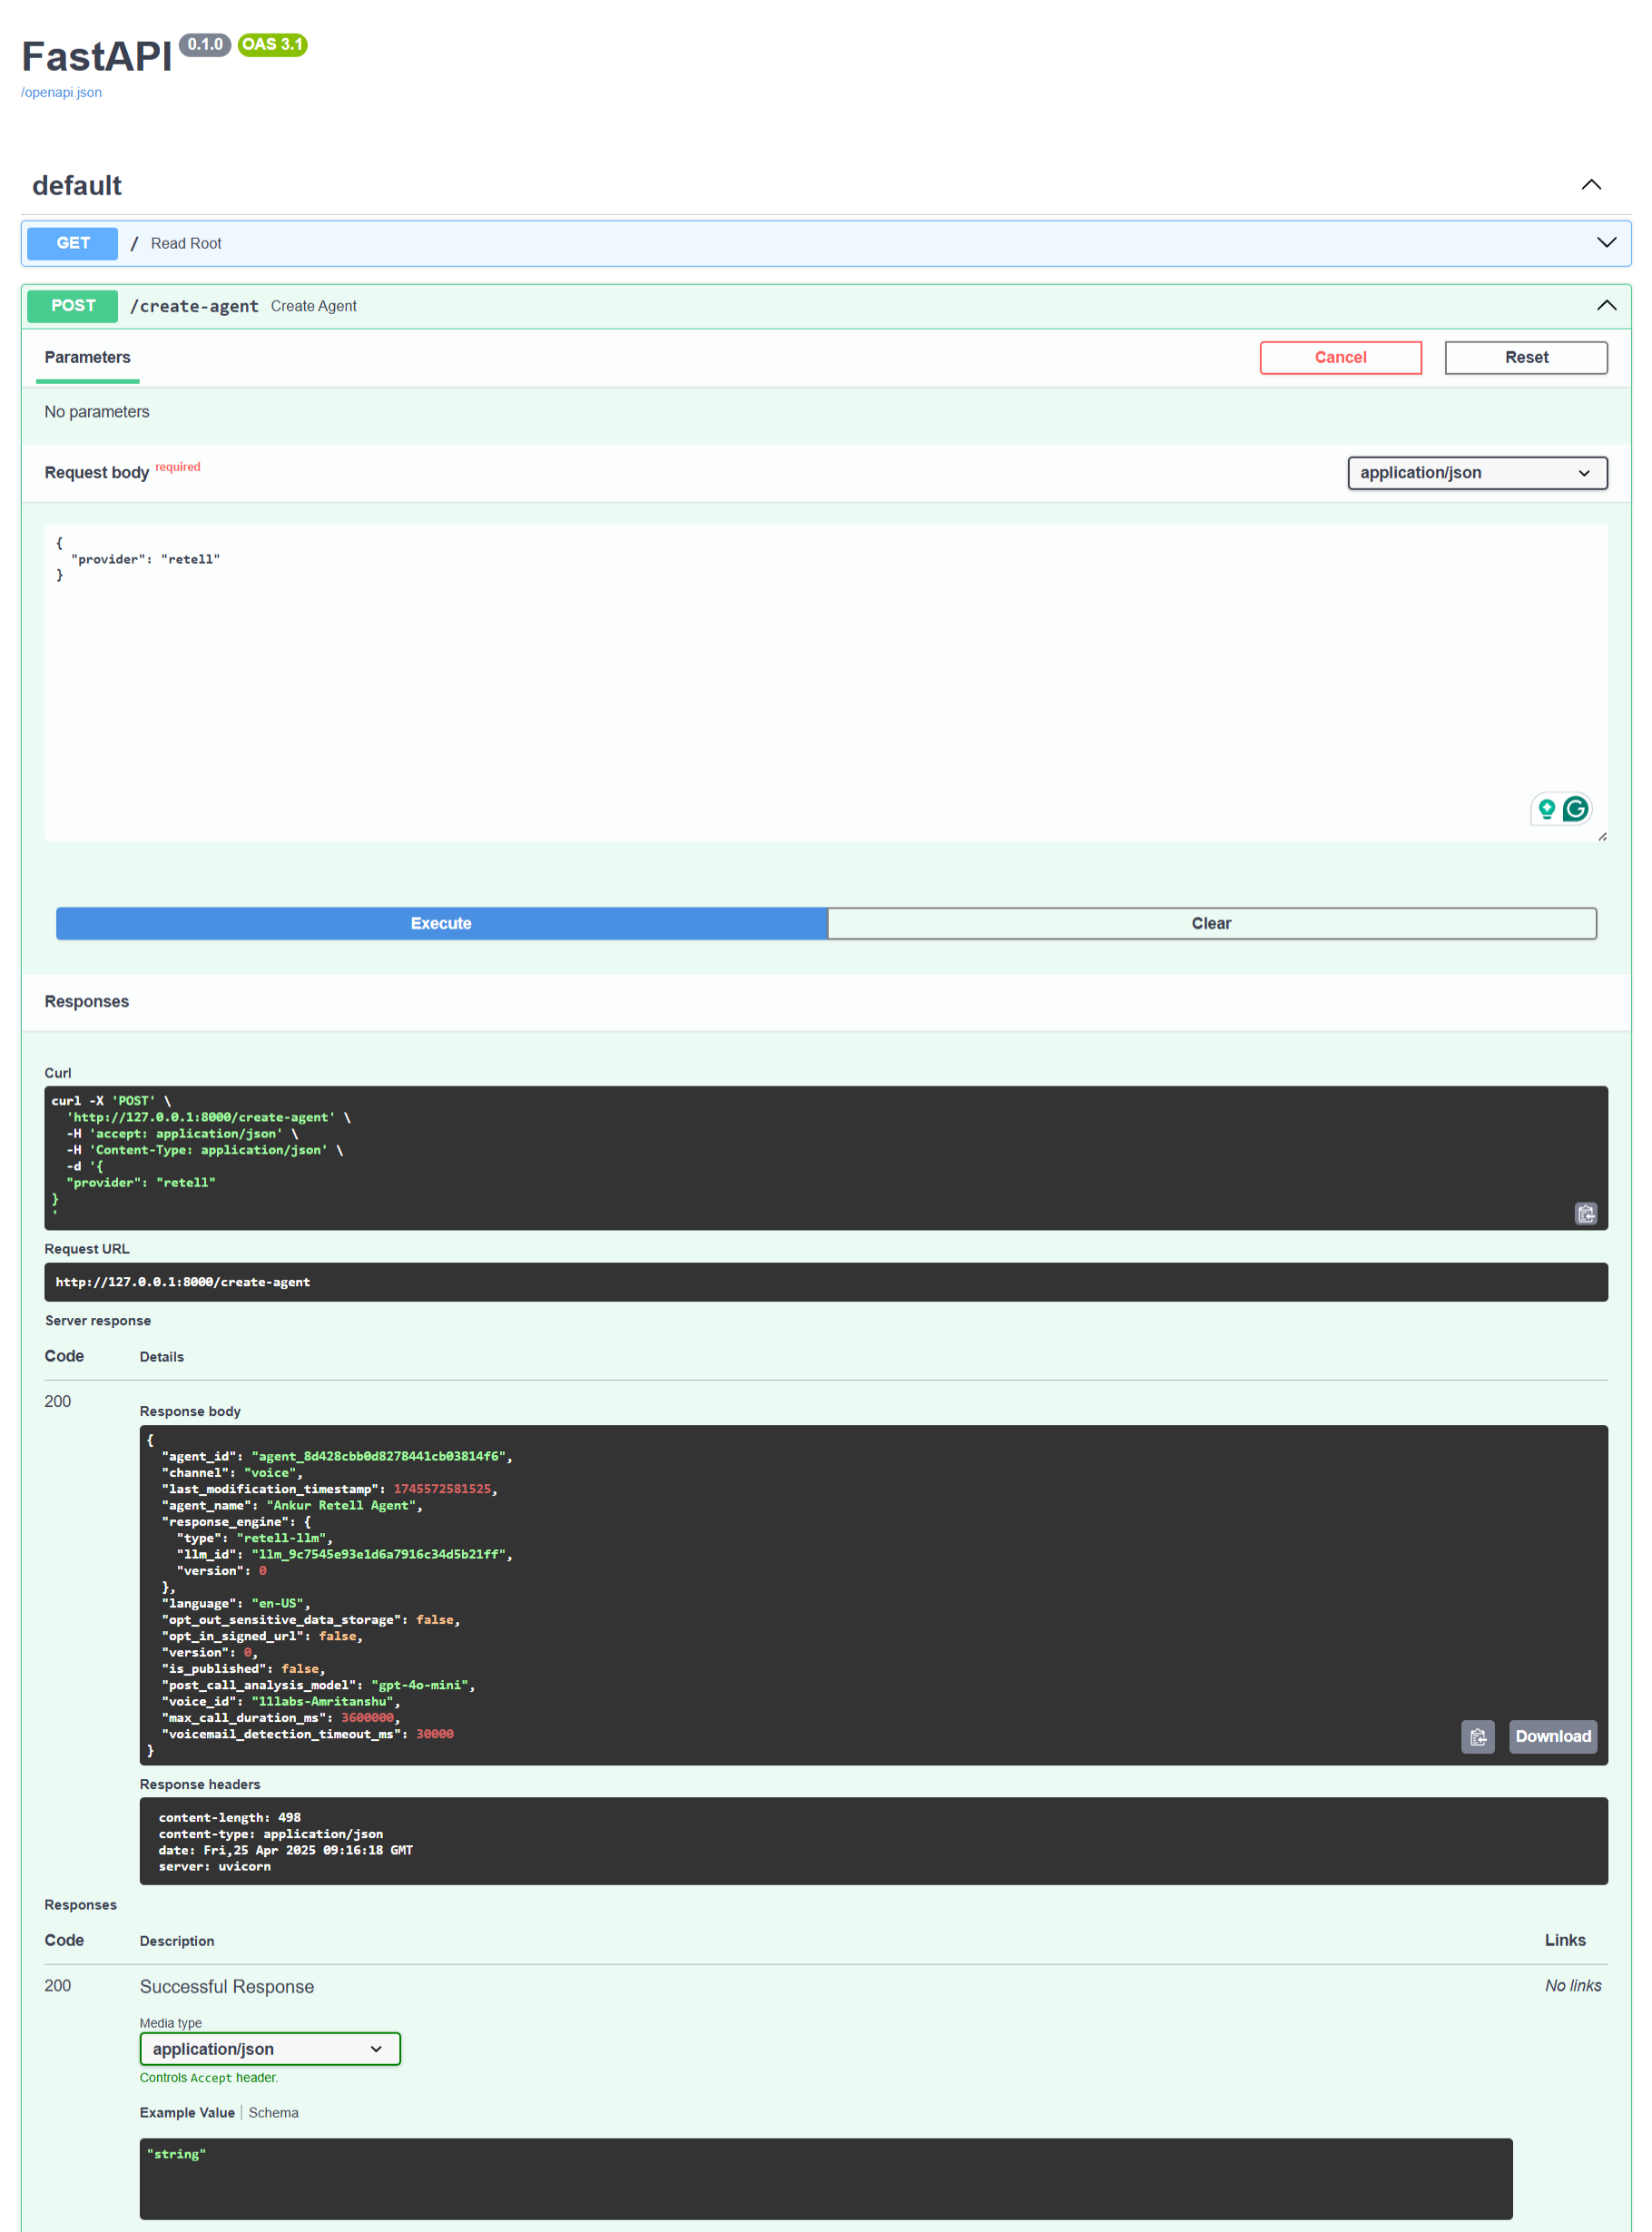 FastAPI 0.1.0 OAS 3.1
/openapi.json
default
GET / Read Root
POST /create-agent Create Agent
Parameters
Cancel
Reset
No parameters
Request body required
application/json
{
  "provider": "retell"
}
Execute
Clear
Responses
Curl
curl -X 'POST' \
  'http://127.0.0.1:8000/create-agent' \
  -H 'accept: application/json' \
  -H 'Content-Type: application/json' \
  -d '{
  "provider": "retell"
}
'
Request URL
http://127.0.0.1:8000/create-agent
Server response
Code Details
200
Response body
{
  "agent_id": "agent_8d428cbb0d8278441cb03814f6",
  "channel": "voice",
  "last_modification_timestamp": 1745572581525,
  "agent_name": "Ankur Retell Agent",
  "response_engine": {
    "type": "retell-llm",
    "llm_id": "llm_9c7545e93e1d6a7916c34d5b21ff",
    "version": 0
  },
  "language": "en-US",
  "opt_out_sensitive_data_storage": false,
  "opt_in_signed_url": false,
  "version": 0,
  "is_published": false,
  "post_call_analysis_model": "gpt-4o-mini",
  "voice_id": "11labs-Amritanshu",
  "max_call_duration_ms": 3600000,
  "voicemail_detection_timeout_ms": 30000
}
Download
Response headers
content-length: 498
content-type: application/json
date: Fri,25 Apr 2025 09:16:18 GMT
server: uvicorn
Responses
Code Description Links
200 Successful Response No links
Media type
application/json
Controls Accept header.
Example Value Schema
"string"